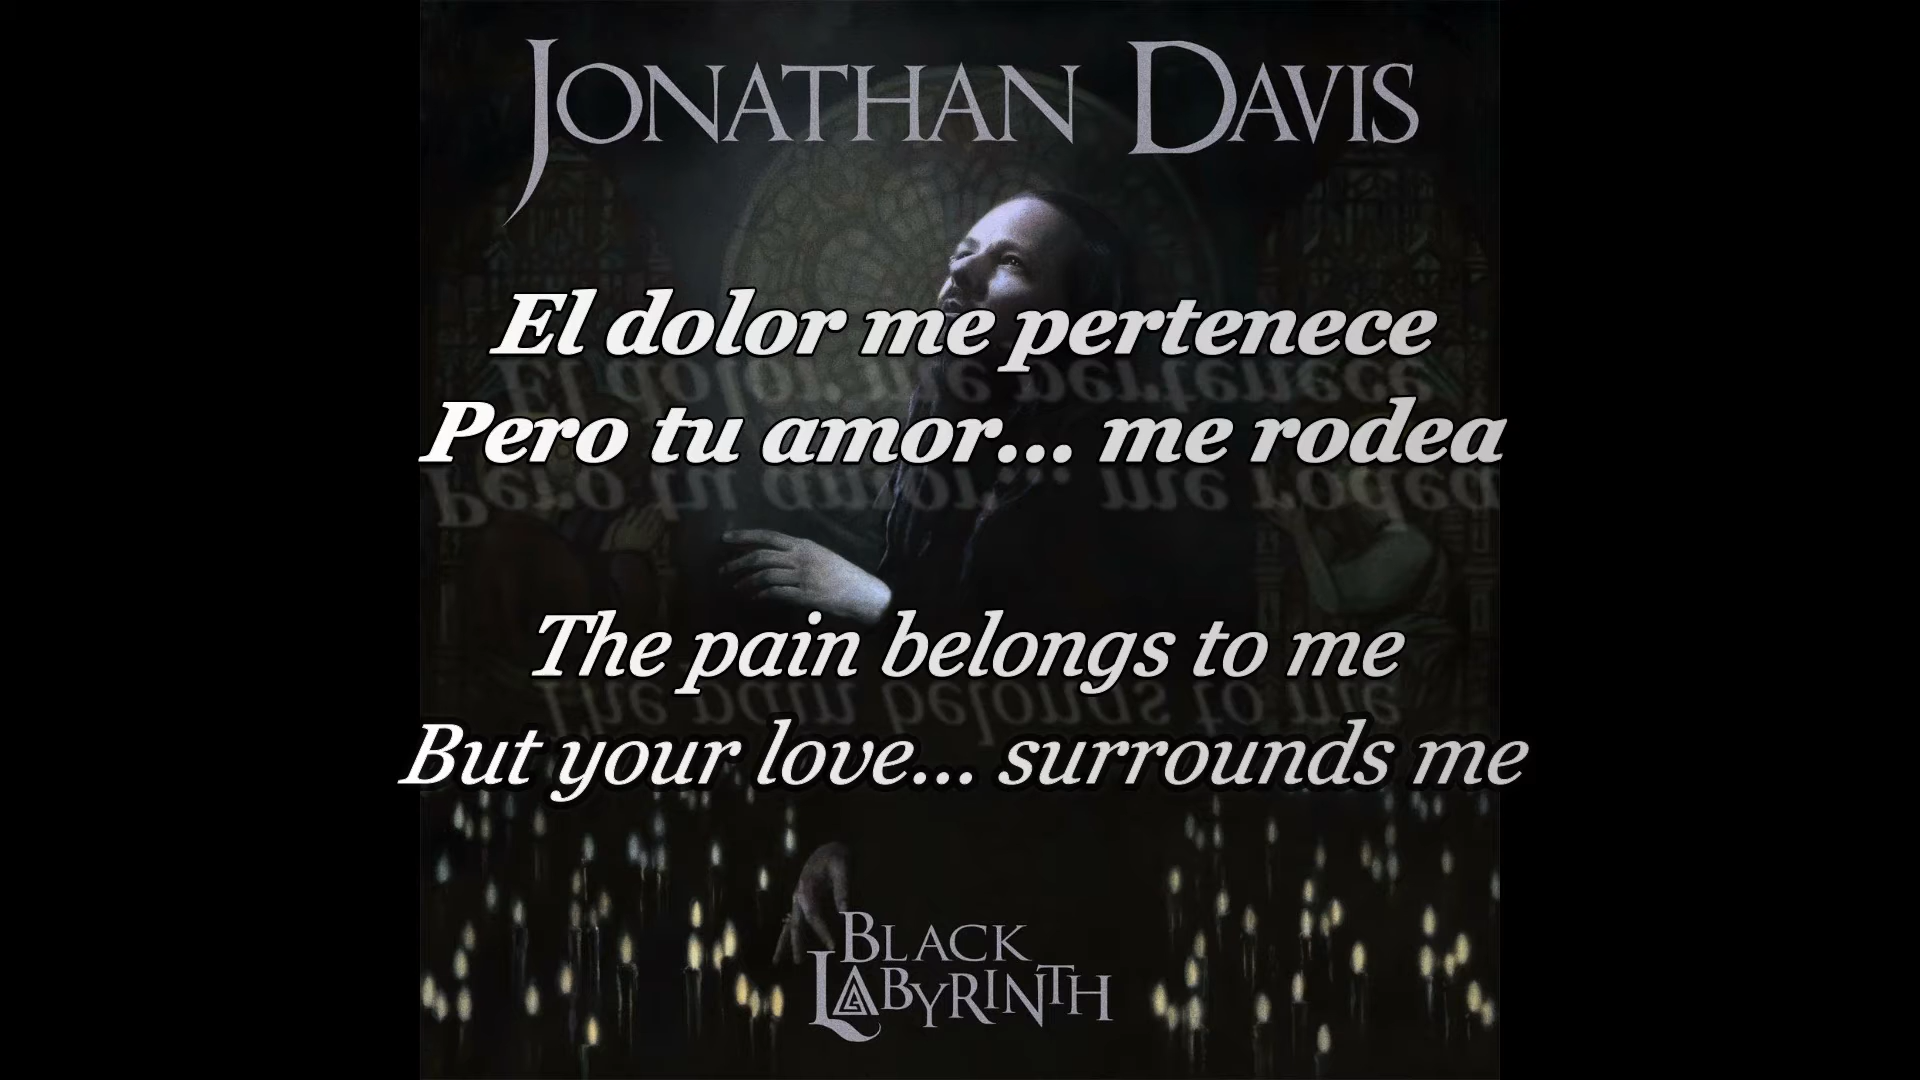 JONATHAN DAVIS
El dolor me pertenece
Pero tu amor... me rodea
The pain belongs to me
But your love... surrounds me
BLACK
LABYRINTH